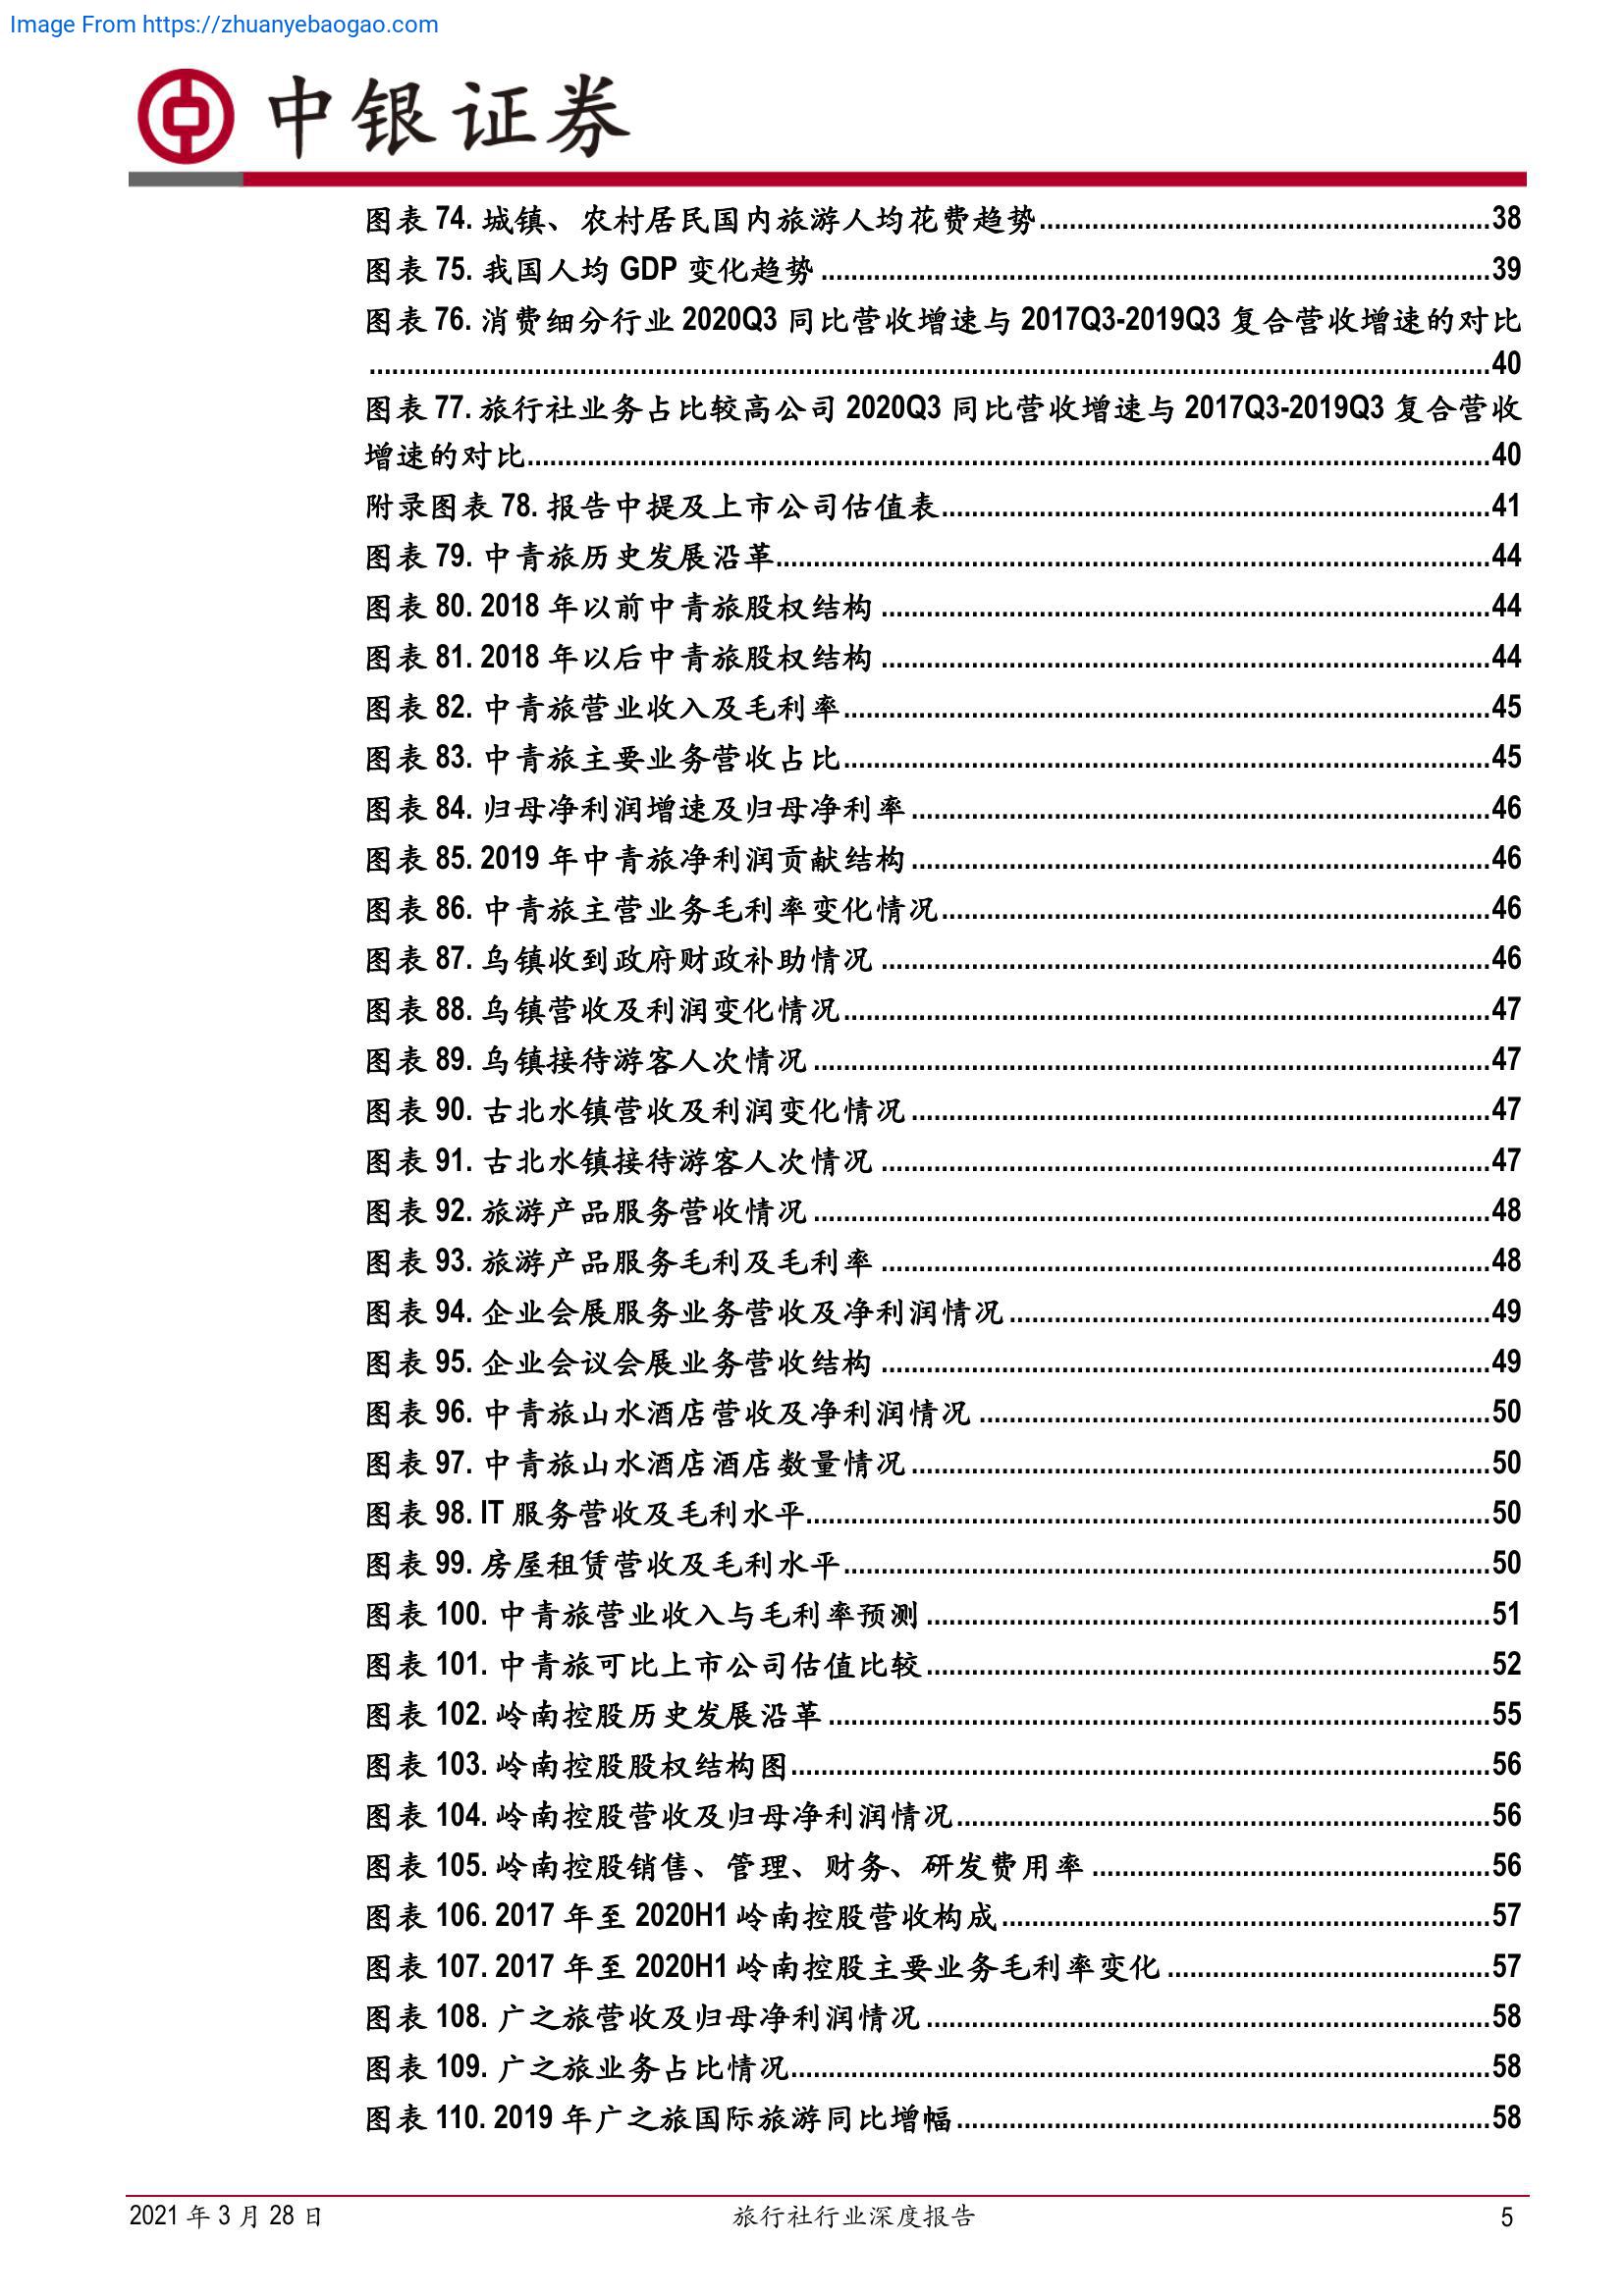 Image From https://zhuanyebaogao.com
中银证券
图表 74. 城镇、农村居民国内旅游人均花费趋势..........38
图表 75. 我国人均 GDP 变化趋势..........39
图表 76. 消费细分行业 2020Q3 同比营收增速与 2017Q3-2019Q3 复合营收增速的对比
..........40
图表 77. 旅行社业务占比较高公司 2020Q3 同比营收增速与 2017Q3-2019Q3 复合营收
增速的对比..........40
附录图表 78. 报告中提及上市公司估值表..........41
图表 79. 中青旅历史发展沿革..........44
图表 80. 2018 年以前中青旅股权结构..........44
图表 81. 2018 年以后中青旅股权结构..........44
图表 82. 中青旅营业收入及毛利率..........45
图表 83. 中青旅主要业务营收占比..........45
图表 84. 归母净利润增速及归母净利率..........46
图表 85. 2019 年中青旅净利润贡献结构..........46
图表 86. 中青旅主营业务毛利率变化情况..........46
图表 87. 乌镇收到政府财政补助情况..........46
图表 88. 乌镇营收及利润变化情况..........47
图表 89. 乌镇接待游客人次情况..........47
图表 90. 古北水镇营收及利润变化情况..........47
图表 91. 古北水镇接待游客人次情况..........47
图表 92. 旅游产品服务营收情况..........48
图表 93. 旅游产品服务毛利及毛利率..........48
图表 94. 企业会展服务业务营收及净利润情况..........49
图表 95. 企业会议会展业务营收结构..........49
图表 96. 中青旅山水酒店营收及净利润情况..........50
图表 97. 中青旅山水酒店酒店数量情况..........50
图表 98. IT 服务营收及毛利水平..........50
图表 99. 房屋租赁营收及毛利水平..........50
图表 100. 中青旅营业收入与毛利率预测..........51
图表 101. 中青旅可比上市公司估值比较..........52
图表 102. 岭南控股历史发展沿革..........55
图表 103. 岭南控股股权结构图..........56
图表 104. 岭南控股营收及归母净利润情况..........56
图表 105. 岭南控股销售、管理、财务、研发费用率..........56
图表 106. 2017 年至 2020H1 岭南控股营收构成..........57
图表 107. 2017 年至 2020H1 岭南控股主要业务毛利率变化..........57
图表 108. 广之旅营收及归母净利润情况..........58
图表 109. 广之旅业务占比情况..........58
图表 110. 2019 年广之旅国际旅游同比增幅..........58
2021 年 3 月 28 日 旅行社行业深度报告 5